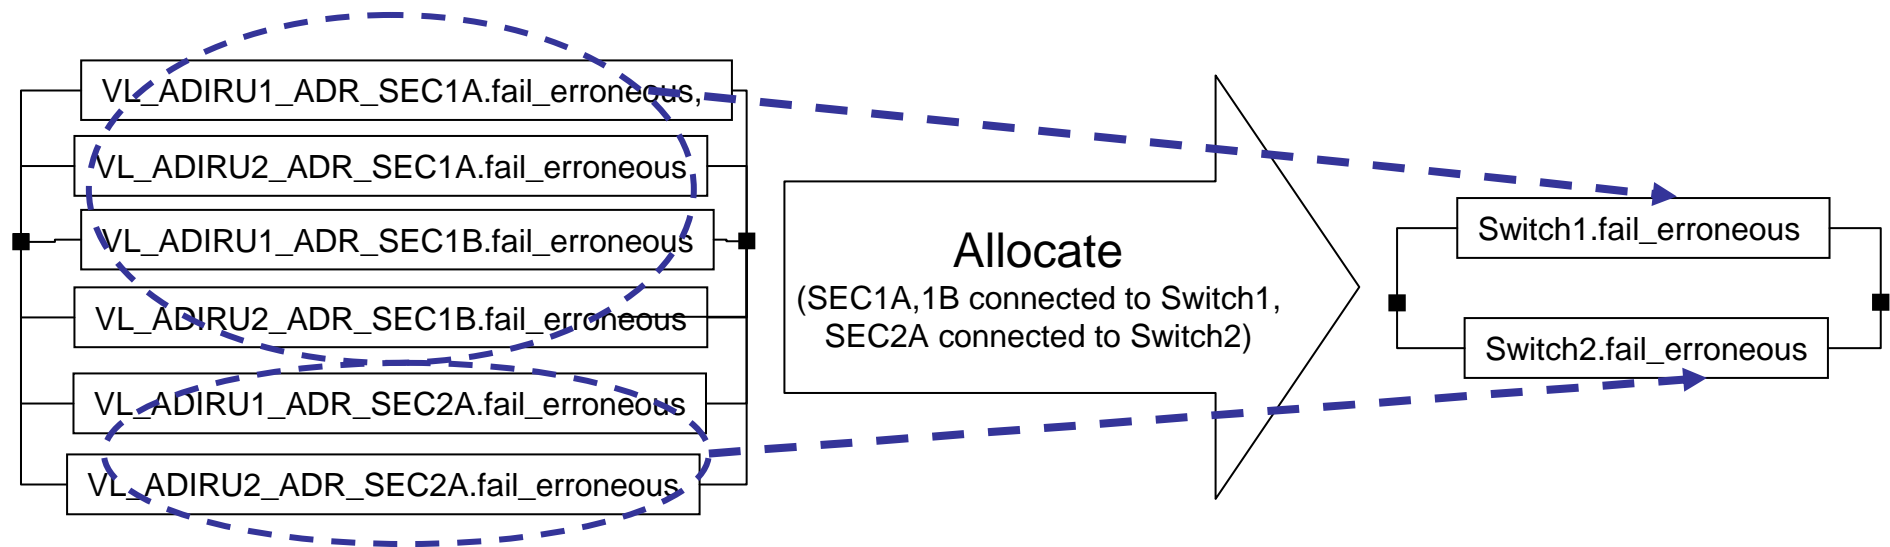 VL_ADIRU1_ADR_SEC1A.fail_erroneous,
VL_ADIRU2_ADR_SEC1A.fail_erroneous
VL_ADIRU1_ADR_SEC1B.fail_erroneous
VL_ADIRU2_ADR_SEC1B.fail_erroneous
VL_ADIRU1_ADR_SEC2A.fail_erroneous
VL_ADIRU2_ADR_SEC2A.fail_erroneous
Allocate
(SEC1A,1B connected to Switch1,
SEC2A connected to Switch2)
Switch1.fail_erroneous
Switch2.fail_erroneous